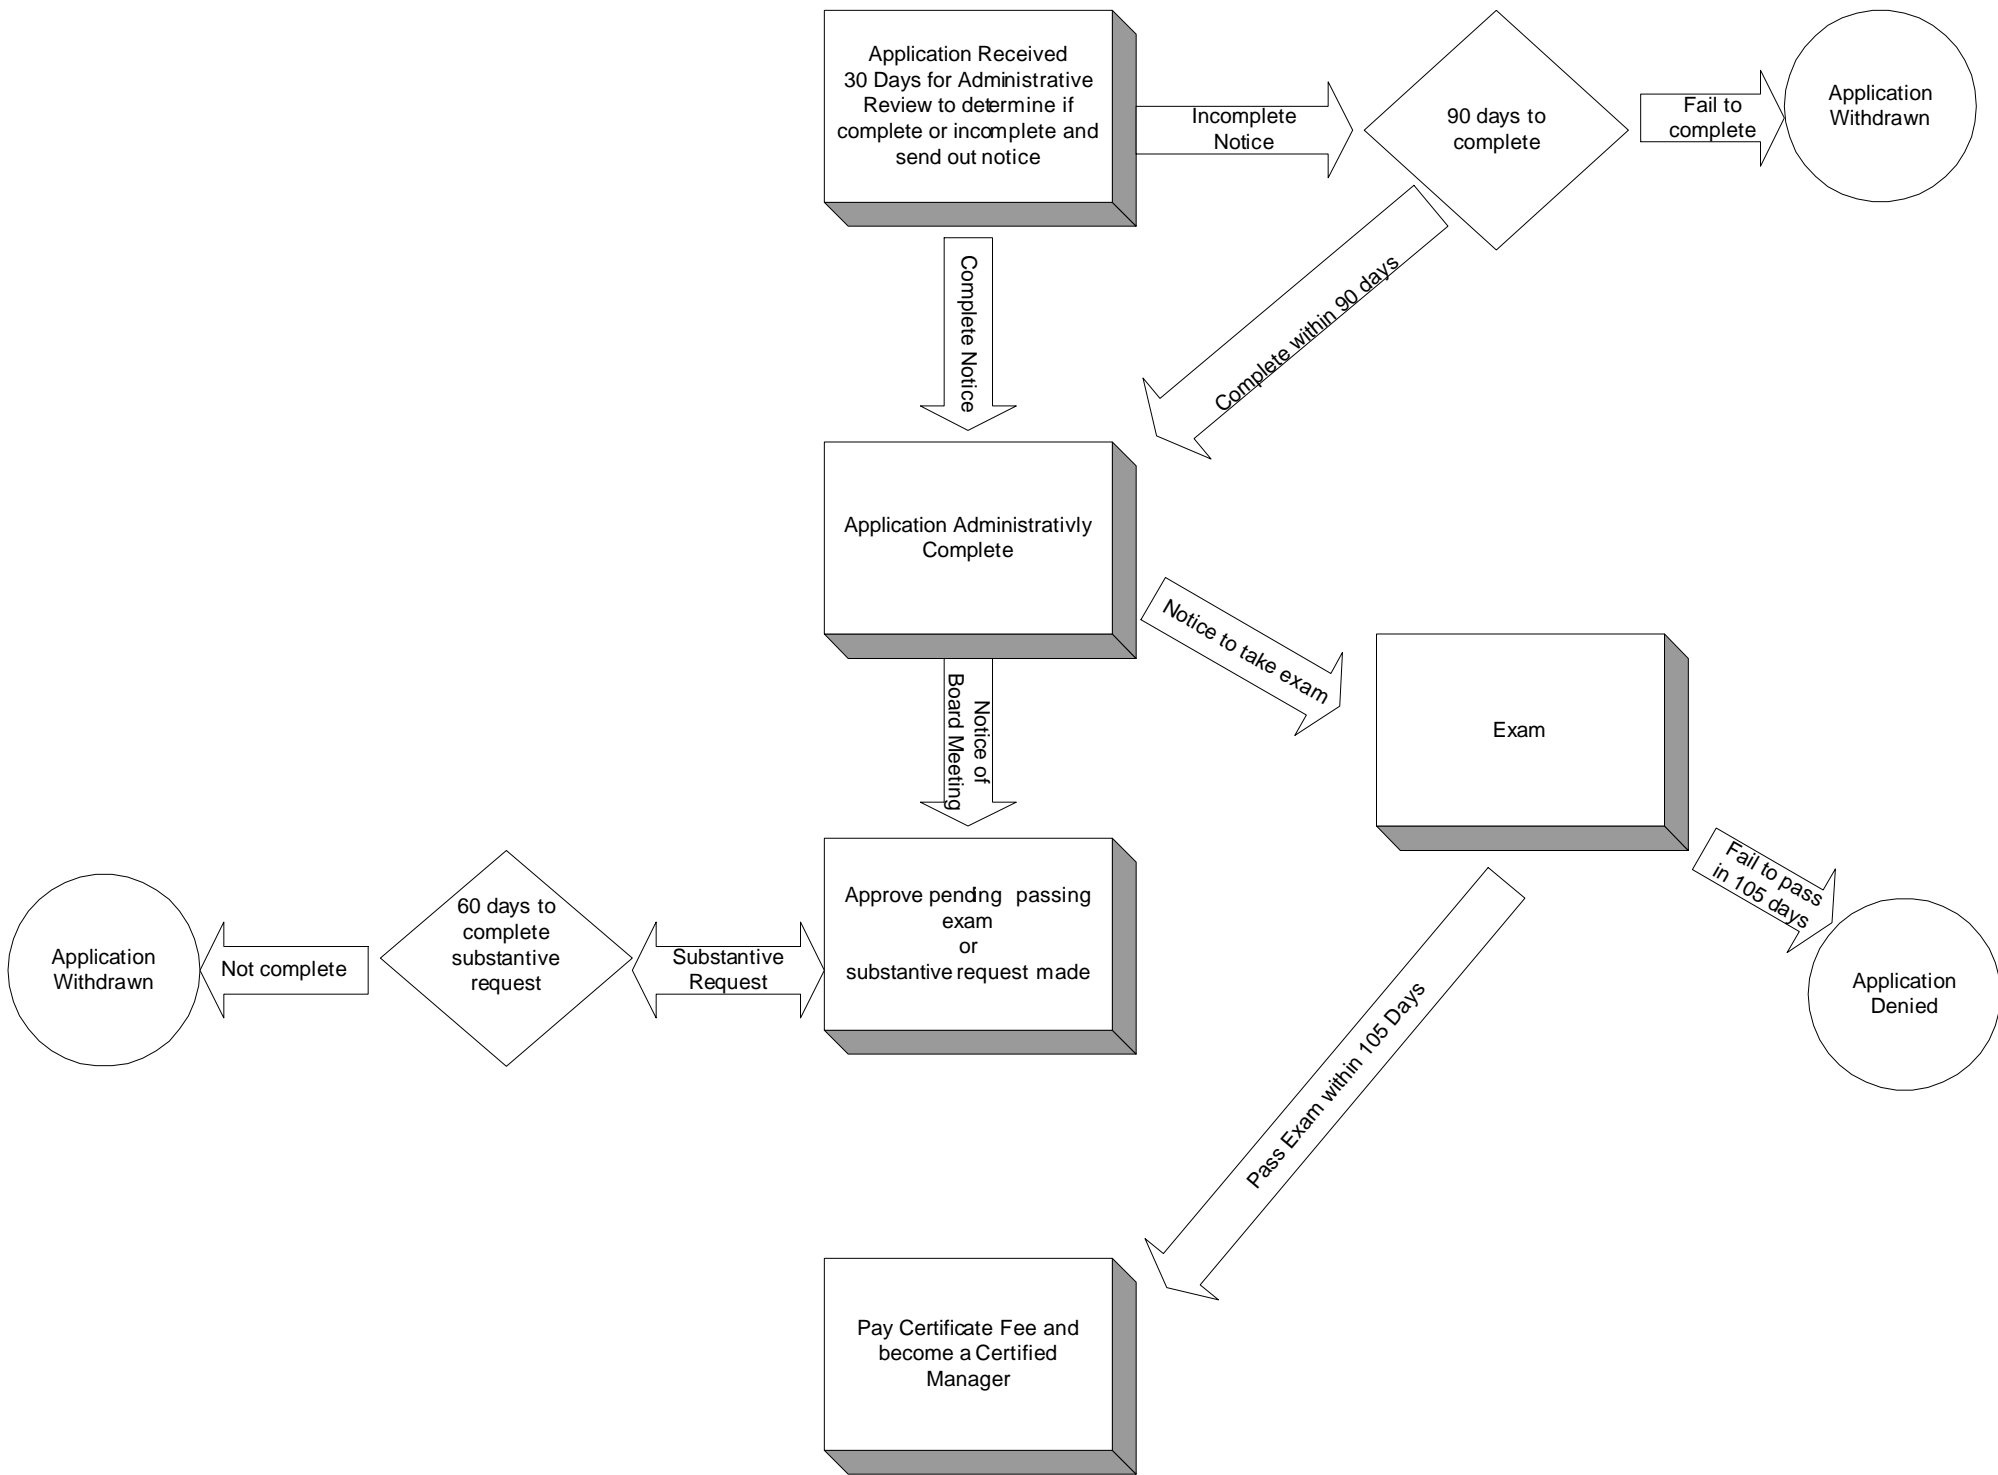 Application Received
30 Days for Administrative
Review to determine if
complete or incomplete and
send out notice
Incomplete
Notice
90 days to
complete
Fail to
complete
Application
Withdrawn
Complete Notice
Complete within 90 days
Application Administrativly
Complete
Notice to take exam
Notice of
Board Meeting
Exam
Fail to pass
in 105 days
Application
Denied
Approve pending passing
exam
or
substantive request made
Substantive
Request
60 days to
complete
substantive
request
Not complete
Application
Withdrawn
Pass Exam within 105 Days
Pay Certificate Fee and
become a Certified
Manager